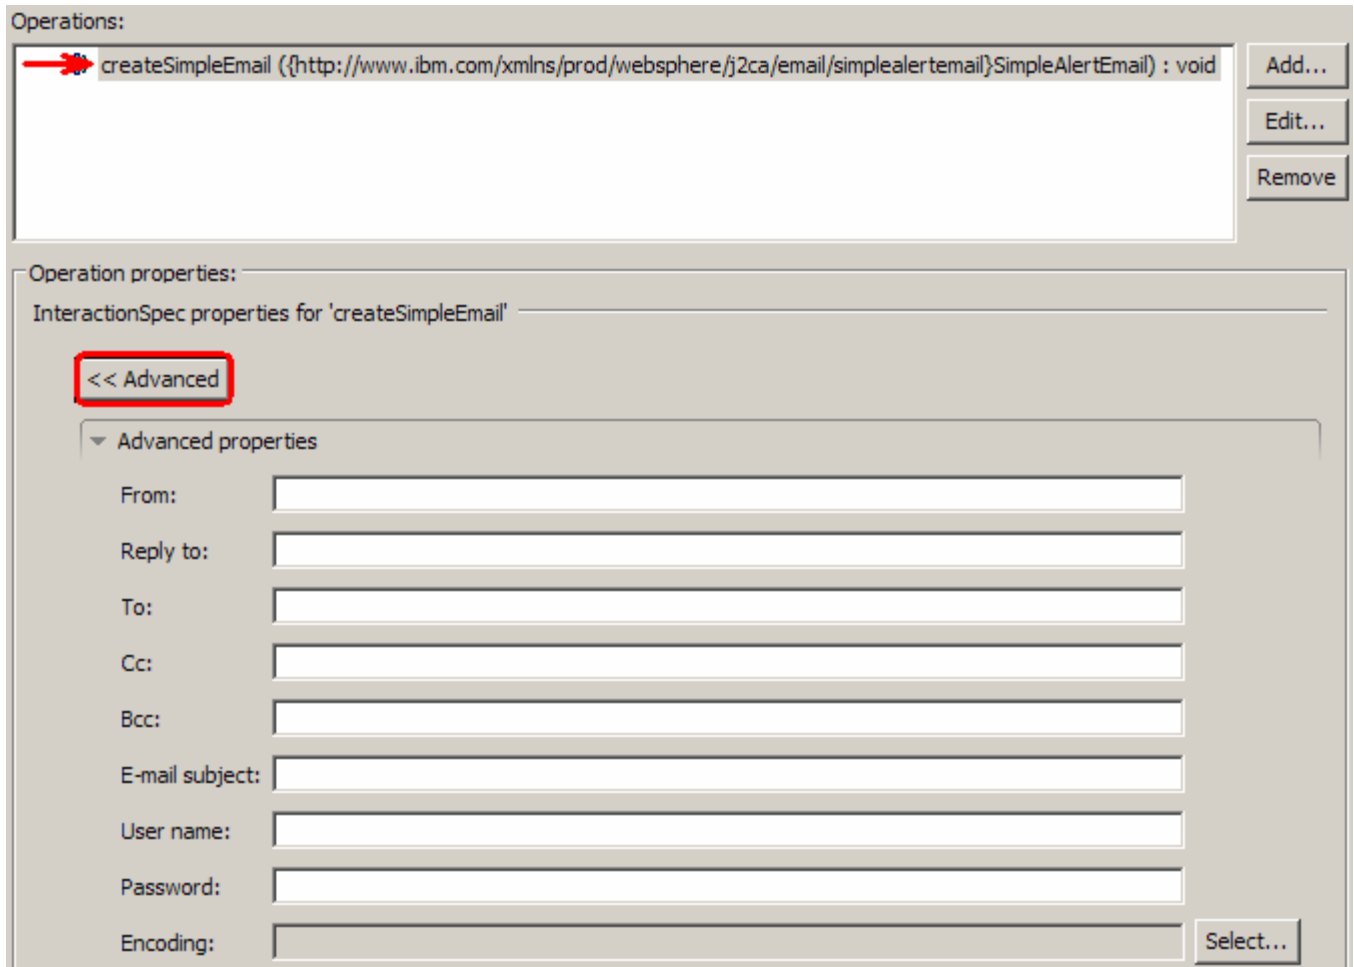 Operations:
createSimpleEmail ({http://www.ibm.com/xmlns/prod/websphere/j2ca/email/simplealertemail}SimpleAlertEmail) : void
Add...
Edit...
Remove
Operation properties:
InteractionSpec properties for 'createSimpleEmail'
<< Advanced
Advanced properties
From:
Reply to:
To:
Cc:
Bcc:
E-mail subject:
User name:
Password:
Encoding:
Select...